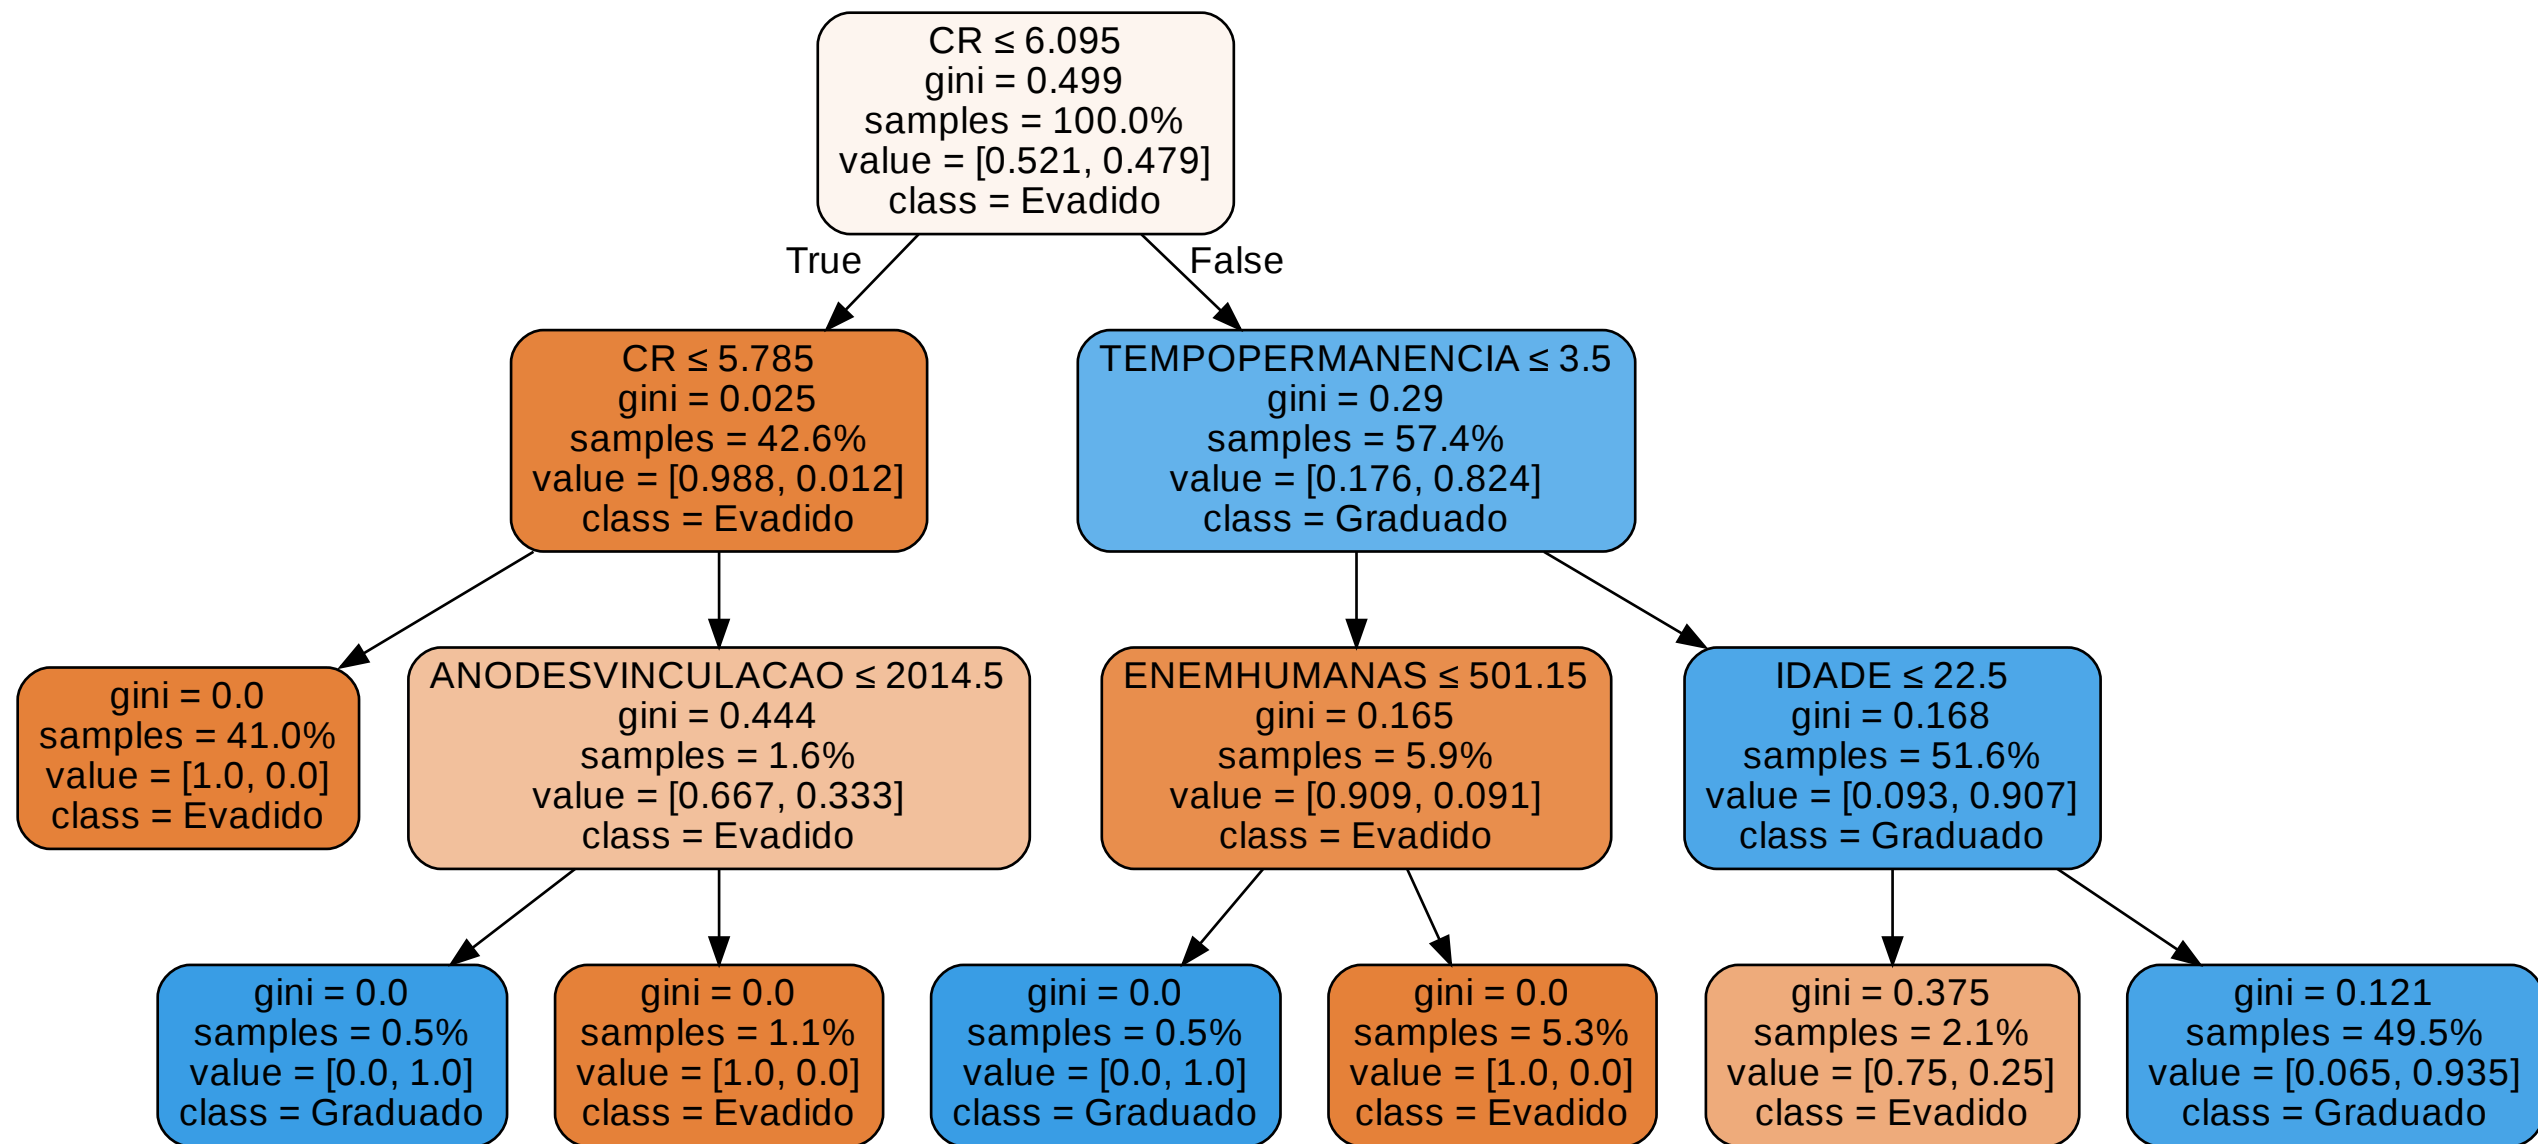 CR ≤ 6.095
gini = 0.499
samples = 100.0%
value = [0.521, 0.479]
class = Evadido
True
False
CR ≤ 5.785
gini = 0.025
samples = 42.6%
value = [0.988, 0.012]
class = Evadido
TEMPOPERMANENCIA ≤ 3.5
gini = 0.29
samples = 57.4%
value = [0.176, 0.824]
class = Graduado
gini = 0.0
samples = 41.0%
value = [1.0, 0.0]
class = Evadido
ANODESVINCULACAO ≤ 2014.5
gini = 0.444
samples = 1.6%
value = [0.667, 0.333]
class = Evadido
ENEMHUMANAS ≤ 501.15
gini = 0.165
samples = 5.9%
value = [0.909, 0.091]
class = Evadido
IDADE ≤ 22.5
gini = 0.168
samples = 51.6%
value = [0.093, 0.907]
class = Graduado
gini = 0.0
samples = 0.5%
value = [0.0, 1.0]
class = Graduado
gini = 0.0
samples = 1.1%
value = [1.0, 0.0]
class = Evadido
gini = 0.0
samples = 0.5%
value = [0.0, 1.0]
class = Graduado
gini = 0.0
samples = 5.3%
value = [1.0, 0.0]
class = Evadido
gini = 0.375
samples = 2.1%
value = [0.75, 0.25]
class = Evadido
gini = 0.121
samples = 49.5%
value = [0.065, 0.935]
class = Graduado